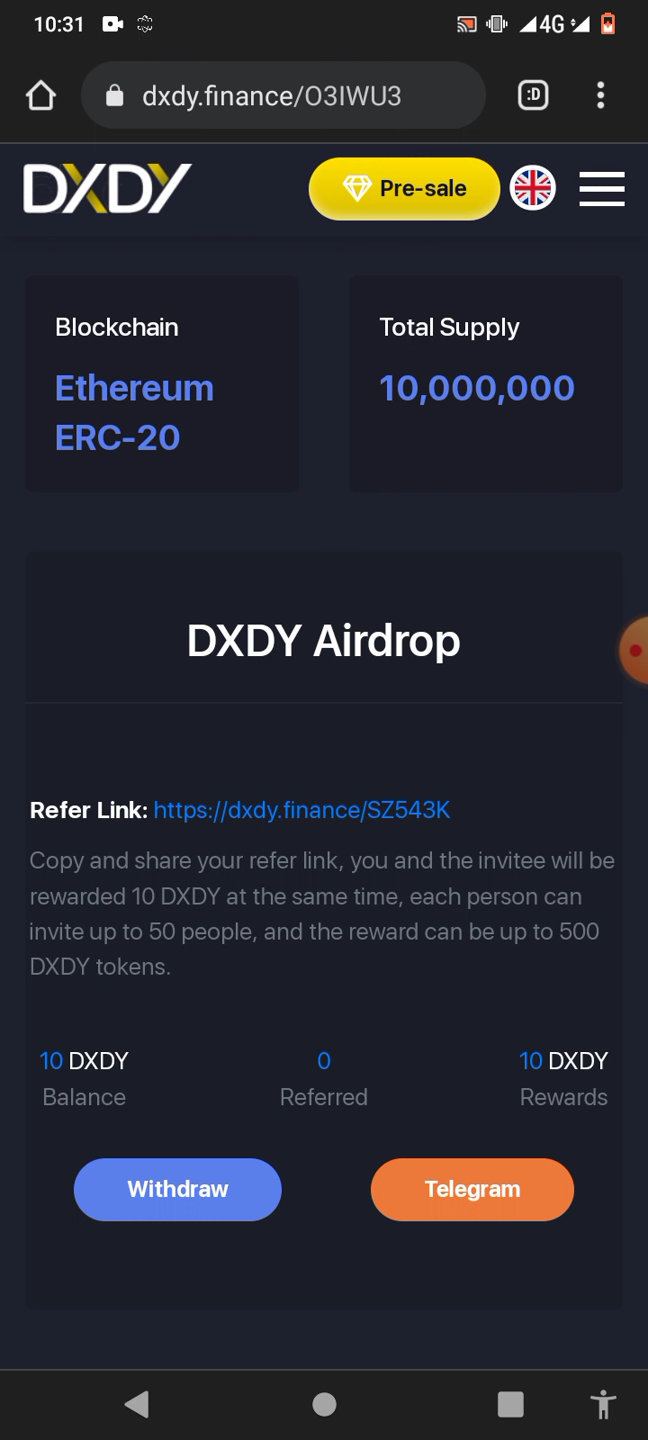 10:31
4G
dxdy.finance/O3IWU3
:D
DXDY
Pre-sale
Blockchain
Ethereum
ERC-20
Total Supply
10,000,000
DXDY Airdrop
Refer Link: https://dxdy.finance/SZ543K
Copy and share your refer link, you and the invitee will be
rewarded 10 DXDY at the same time, each person can
invite up to 50 people, and the reward can be up to 500
DXDY tokens.
10 DXDY
Balance
0
Referred
10 DXDY
Rewards
Withdraw
Telegram